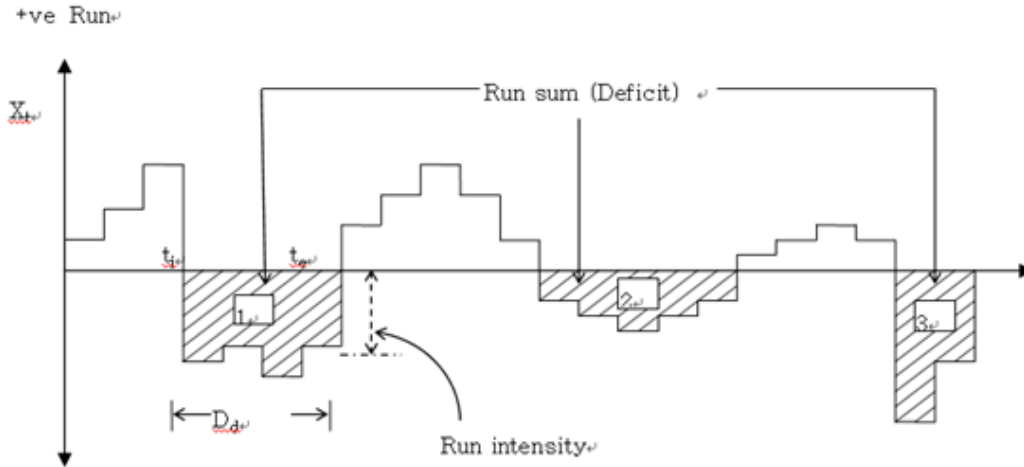 +ve Run
Run sum (Deficit)
Xt
ti
te
1
2
3
Dd
Run intensity